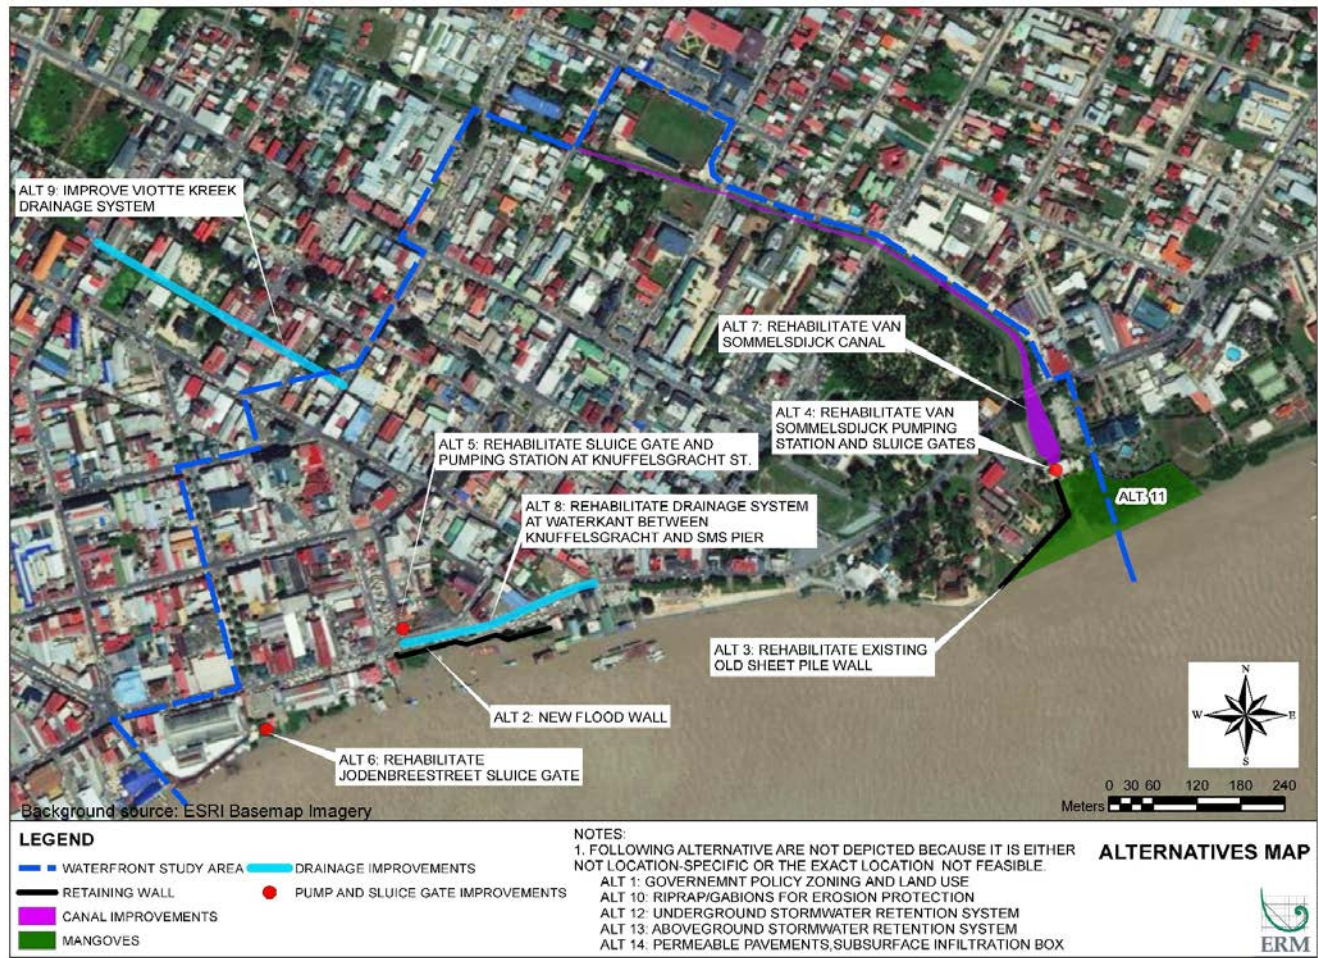 ALT 9: IMPROVE VIOTTE KREEK
DRAINAGE SYSTEM
ALT 7: REHABILITATE VAN
SOMMELSDIJCK CANAL
ALT 4: REHABILITATE VAN
SOMMELSDIJCK PUMPING
STATION AND SLUICE GATES
ALT 5: REHABILITATE SLUICE GATE AND
PUMPING STATION AT KNUFFELSGRACHT ST.
ALT 8: REHABILITATE DRAINAGE SYSTEM
AT WATERKANT BETWEEN
KNUFFELSGRACHT AND SMS PIER
ALT: 11
ALT 3: REHABILITATE EXISTING
OLD SHEET PILE WALL
ALT 2: NEW FLOOD WALL
ALT 6: REHABILITATE
JODENBREESTREET SLUICE GATE
N
W E
S
0 30 60 120 180 240
Meters
Background source: ESRI Basemap Imagery
LEGEND
WATERFRONT STUDY AREA
DRAINAGE IMPROVEMENTS
RETAINING WALL
PUMP AND SLUICE GATE IMPROVEMENTS
CANAL IMPROVEMENTS
MANGOVES
NOTES:
1. FOLLOWING ALTERNATIVE ARE NOT DEPICTED BECAUSE IT IS EITHER
NOT LOCATION-SPECIFIC OR THE EXACT LOCATION NOT FEASIBLE.
ALT 1: GOVERNEMNT POLICY ZONING AND LAND USE
ALT 10: RIPRAP/GABIONS FOR EROSION PROTECTION
ALT 12: UNDERGROUND STORMWATER RETENTION SYSTEM
ALT 13: ABOVEGROUND STORMWATER RETENTION SYSTEM
ALT 14: PERMEABLE PAVEMENTS,SUBSURFACE INFILTRATION BOX
ALTERNATIVES MAP
ERM